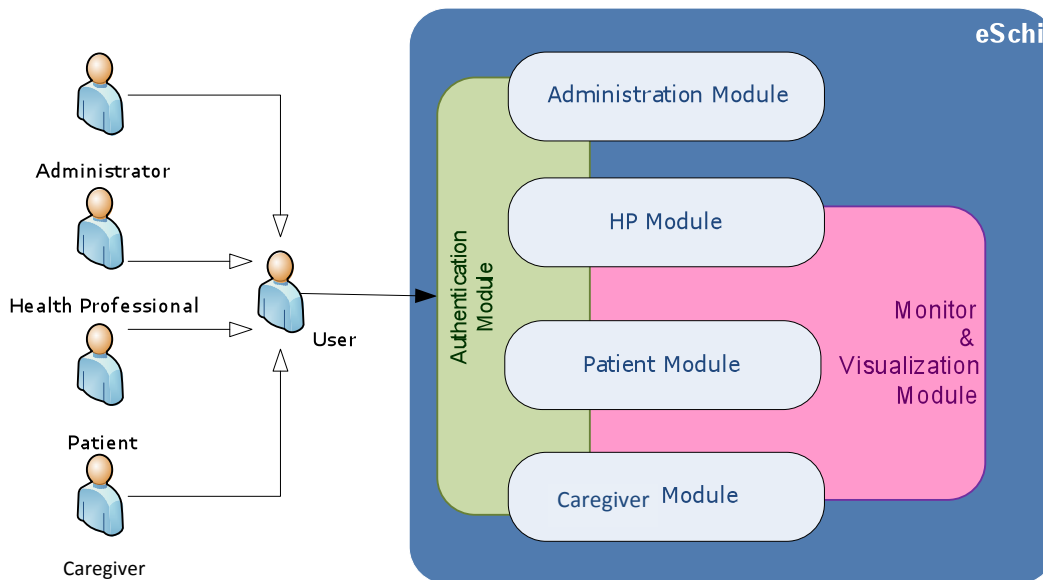 eSchi
Administrator
Health Professional
Patient
Caregiver
User
Authentication
Module
Administration Module
HP Module
Patient Module
Caregiver Module
Monitor
&
Visualization
Module